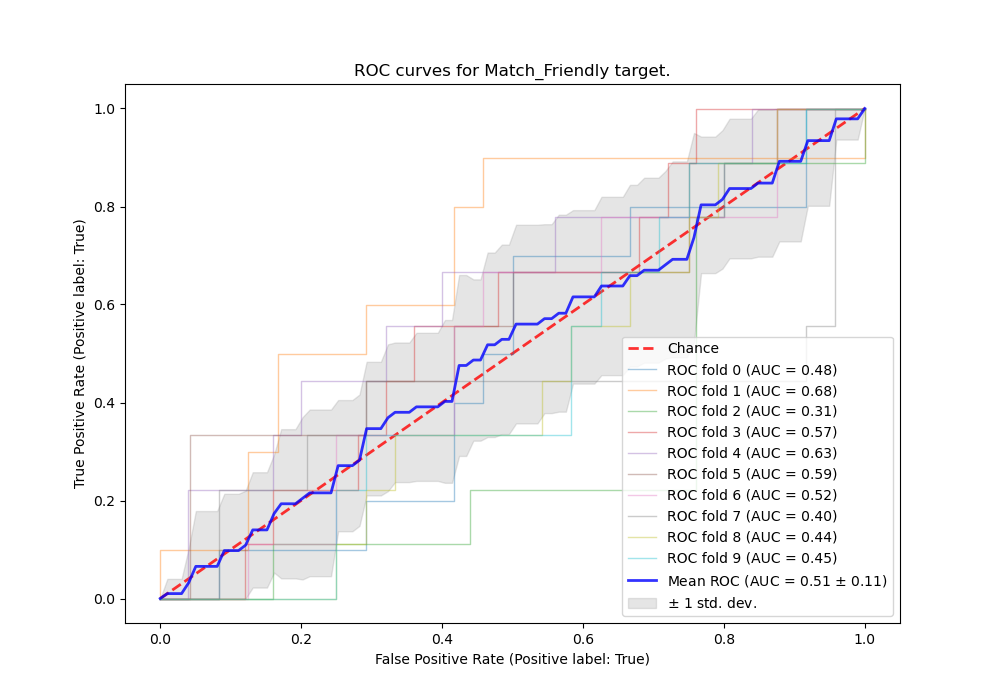 ROC curves for Match_Friendly target.
True Positive Rate (Positive label: True)
1.0
0.8
0.6
0.4
0.2
0.0
Chance
ROC fold 0 (AUC = 0.48)
ROC fold 1 (AUC = 0.68)
ROC fold 2 (AUC = 0.31)
ROC fold 3 (AUC = 0.57)
ROC fold 4 (AUC = 0.63)
ROC fold 5 (AUC = 0.59)
ROC fold 6 (AUC = 0.52)
ROC fold 7 (AUC = 0.40)
ROC fold 8 (AUC = 0.44)
ROC fold 9 (AUC = 0.45)
Mean ROC (AUC = 0.51 ± 0.11)
± 1 std. dev.
0.0 0.2 0.4 0.6 0.8 1.0
False Positive Rate (Positive label: True)